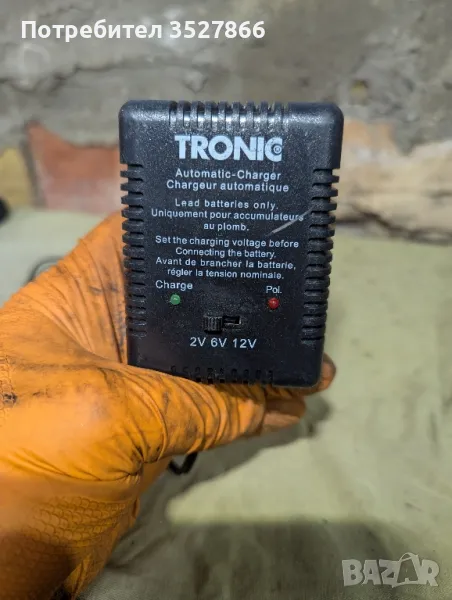 Потребител 3527866
TRONIC
Automatic-Charger
Chargeur automatique
Lead batteries only.
Uniquement pour accumulateurs
au plomb.
Set the charging voltage before
Connecting the battery.
Avant de brancher la batterie,
régler la tension nominale.
Charge Pol.
2V 6V 12V
BAZAR